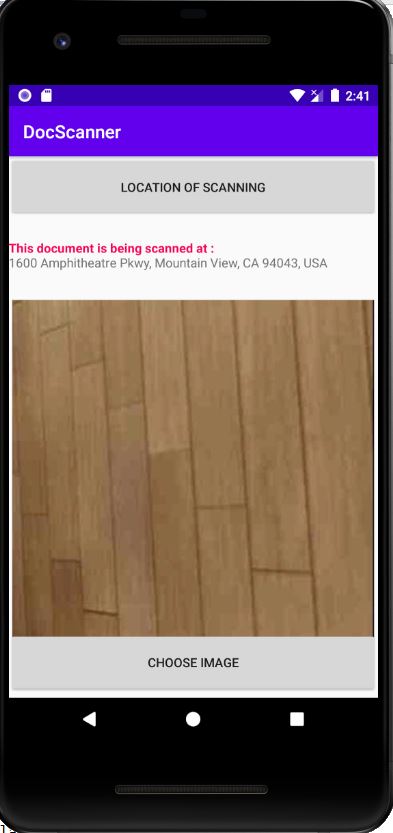 2:41
DocScanner
LOCATION OF SCANNING
This document is being scanned at :
1600 Amphitheatre Pkwy, Mountain View, CA 94043, USA
CHOOSE IMAGE